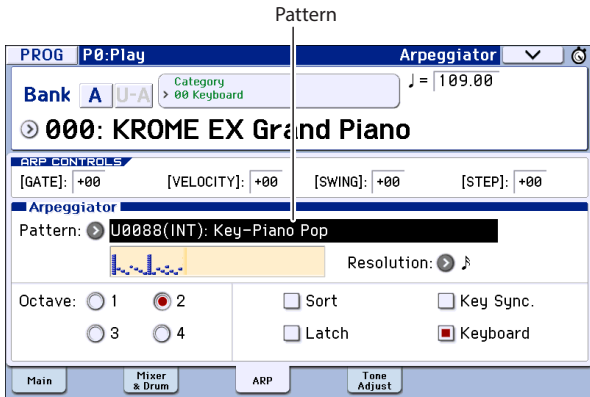 Pattern
PROG P0:Play Arpeggiator
Bank A U-A Category ♩= 109.00
00 Keyboard
000: KROME EX Grand Piano
ARP CONTROLS
[GATE]: +00 [VELOCITY]: +00 [SWING]: +00 [STEP]: +00
Arpeggiator
Pattern: U0088(INT): Key-Piano Pop
Resolution: ♪
Octave: 1 2 Sort Key Sync.
3 4 Latch Keyboard
Main Mixer & Drum ARP Tone Adjust